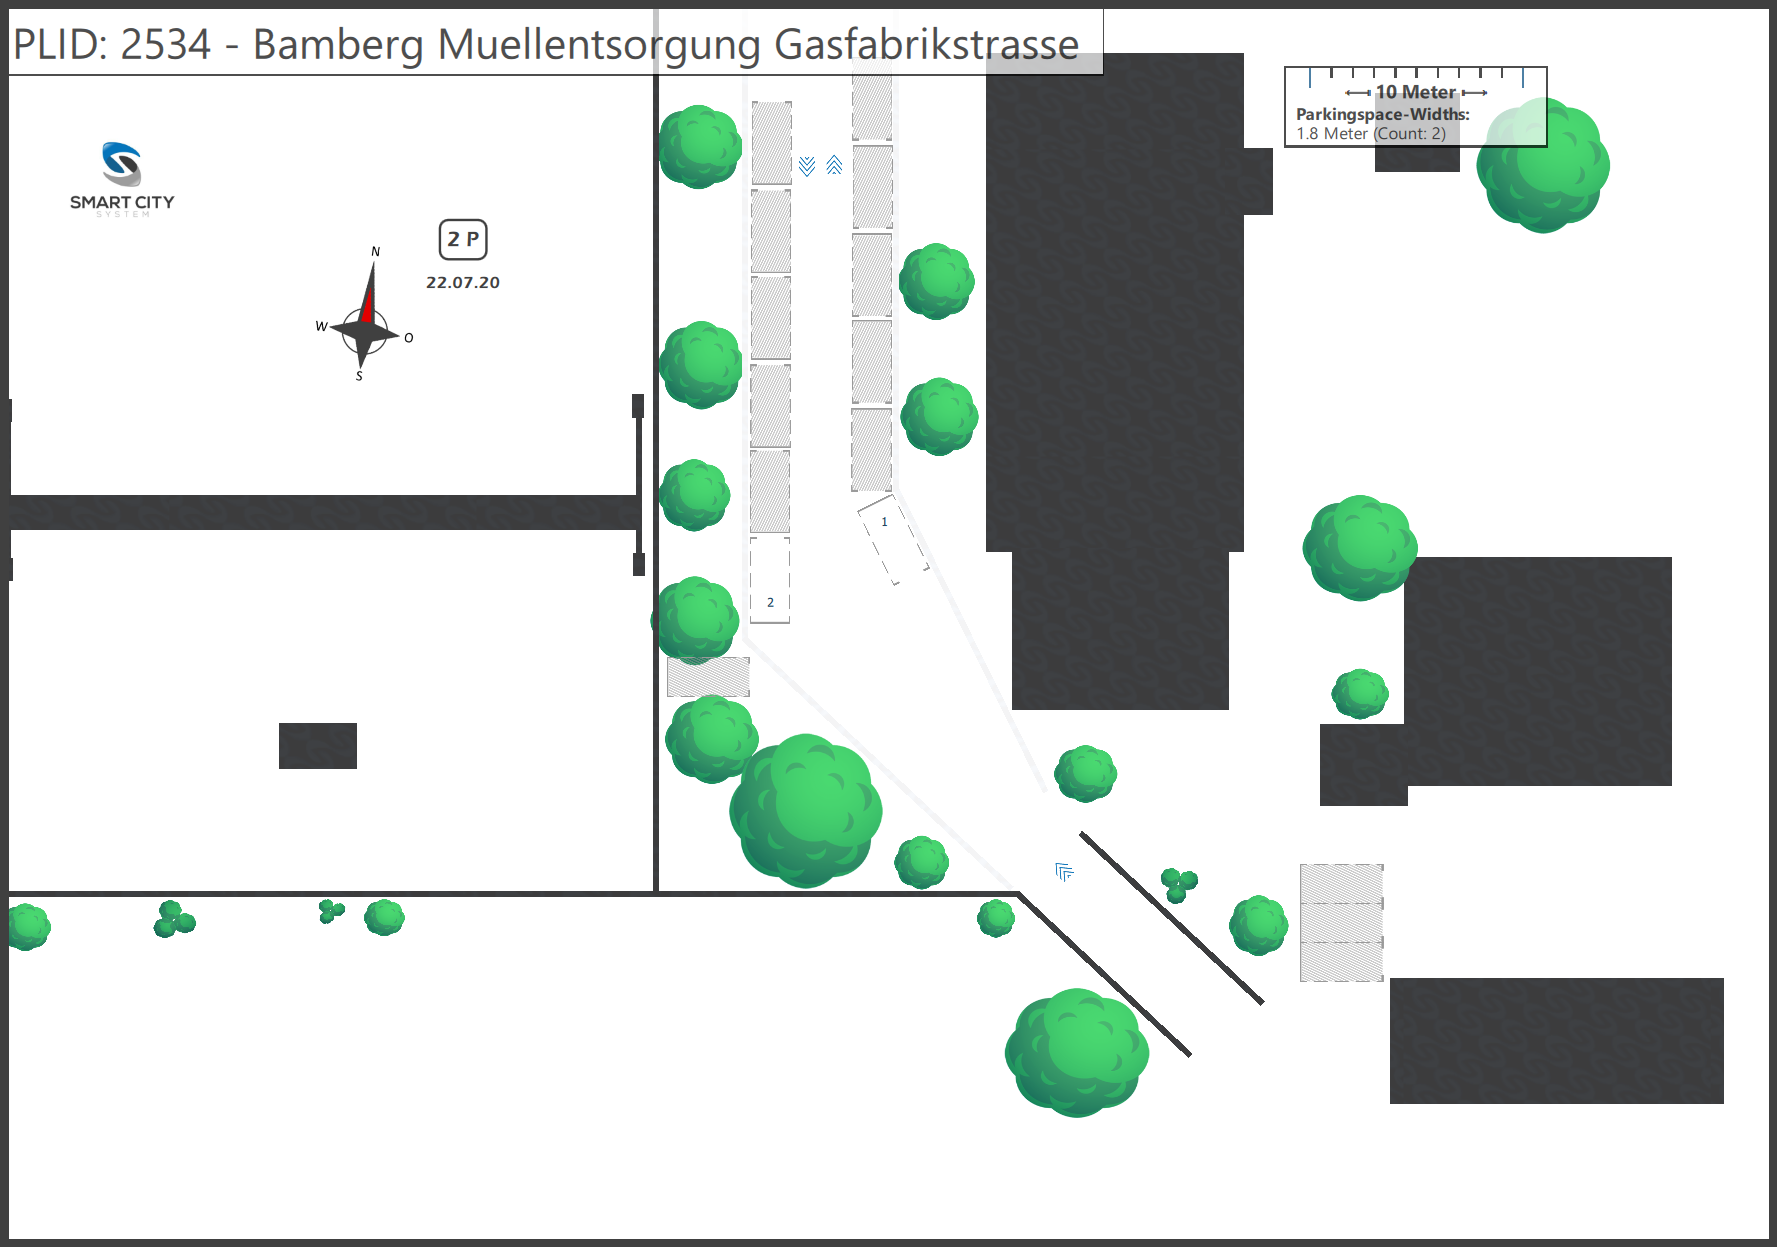 PLID: 2534 - Bamberg Muellentsorgung Gasfabrikstrasse
10 Meter
Parkingspace-Widths:
1.8 Meter (Count: 2)
SMART CITY
SYSTEM
2 P
22.07.20
N
W
O
S
1
2